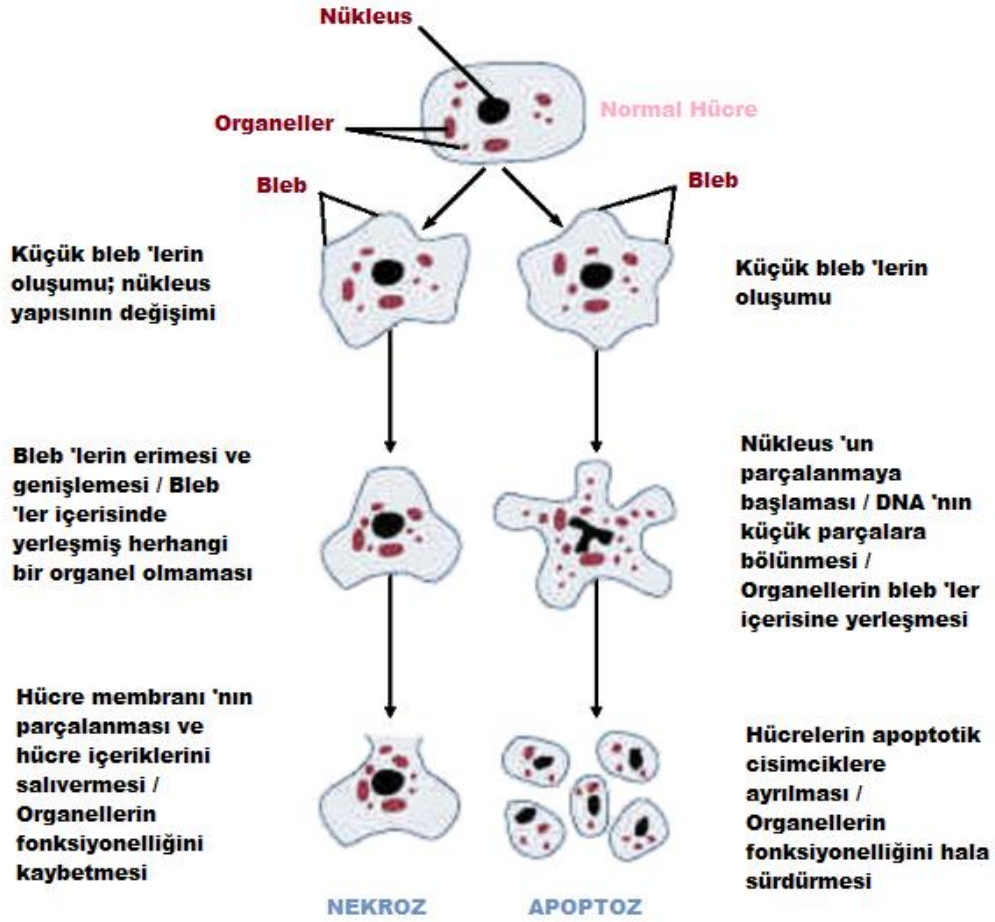 Nükleus
Normal Hücre
Organeller
Bleb
Bleb
Küçük bleb 'lerin
oluşumu; nükleus
yapısının değişimi
Küçük bleb 'lerin
oluşumu
Bleb 'lerin erimesi ve
genişlemesi / Bleb
'ler içerisinde
yerleşmiş herhangi
bir organel olmaması
Nükleus 'un
parçalanmaya
başlaması / DNA 'nın
küçük parçalara
bölünmesi /
Organellerin bleb 'ler
içerisine yerleşmesi
Hücre membranı 'nın
parçalanması ve
hücre içeriklerini
salıvermesi /
Organellerin
fonksiyonelliğini
kaybetmesi
Hücrelerin apoptotik
cisimciklere
ayrılması /
Organellerin
fonksiyonelliğini hala
sürdürmesi
NEKROZ
APOPTOZ